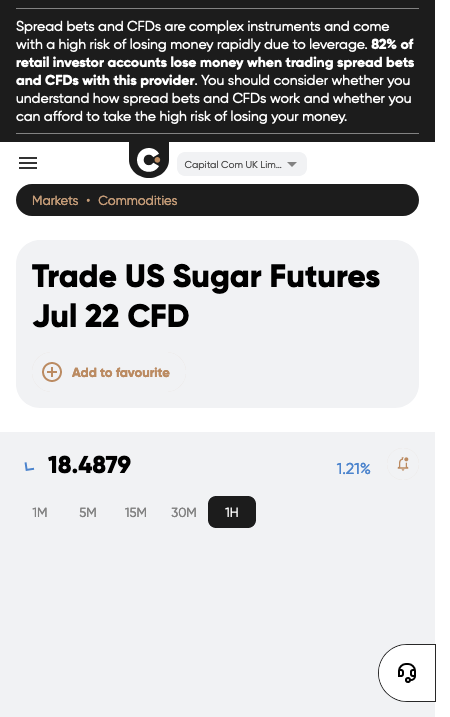 Spread bets and CFDs are complex instruments and come
with a high risk of losing money rapidly due to leverage. 82% of
retail investor accounts lose money when trading spread bets
and CFDs with this provider. You should consider whether you
understand how spread bets and CFDs work and whether you
can afford to take the high risk of losing your money.
Capital Com UK Lim...
Markets • Commodities
Trade US Sugar Futures
Jul 22 CFD
Add to favourite
18.4879 1.21%
1M 5M 15M 30M 1H